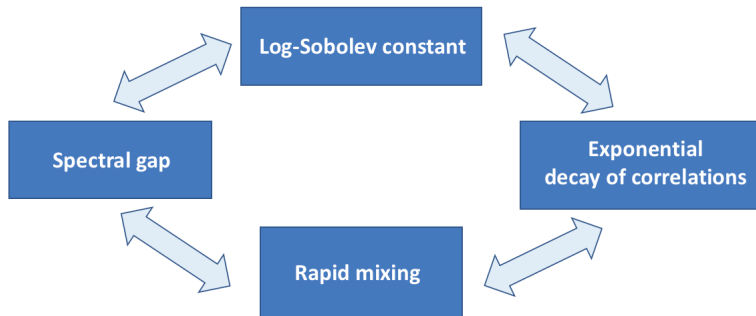 Log-Sobolev constant
Spectral gap
Exponential
decay of correlations
Rapid mixing